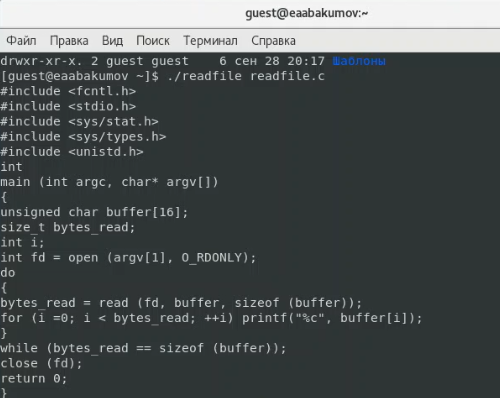 guest@eaabakumov:~
Файл Правка Вид Поиск Терминал Справка
drwxr-xr-x. 2 guest guest    6 сен 28 20:17 Шаблоны
[guest@eaabakumov ~]$ ./readfile readfile.c
#include <fcntl.h>
#include <stdio.h>
#include <sys/stat.h>
#include <sys/types.h>
#include <unistd.h>
int
main (int argc, char* argv[])
{
unsigned char buffer[16];
size_t bytes_read;
int i;
int fd = open (argv[1], O_RDONLY);
do
{
bytes_read = read (fd, buffer, sizeof (buffer));
for (i =0; i < bytes_read; ++i) printf("%c", buffer[i]);
}
while (bytes_read == sizeof (buffer));
close (fd);
return 0;
}